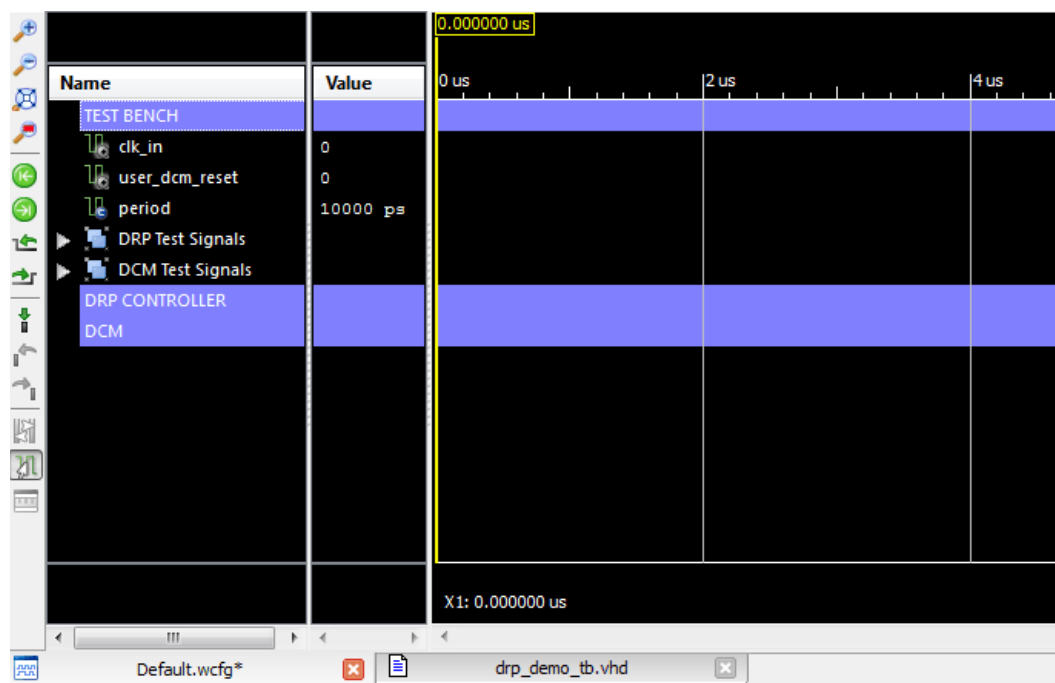 0.000000 us
Name Value 0 us 2 us 4 us
TEST BENCH
clk_in 0
user_dcm_reset 0
period 10000 ps
DRP Test Signals
DCM Test Signals
DRP CONTROLLER
DCM
X1: 0.000000 us
Default.wcfg* drp_demo_tb.vhd